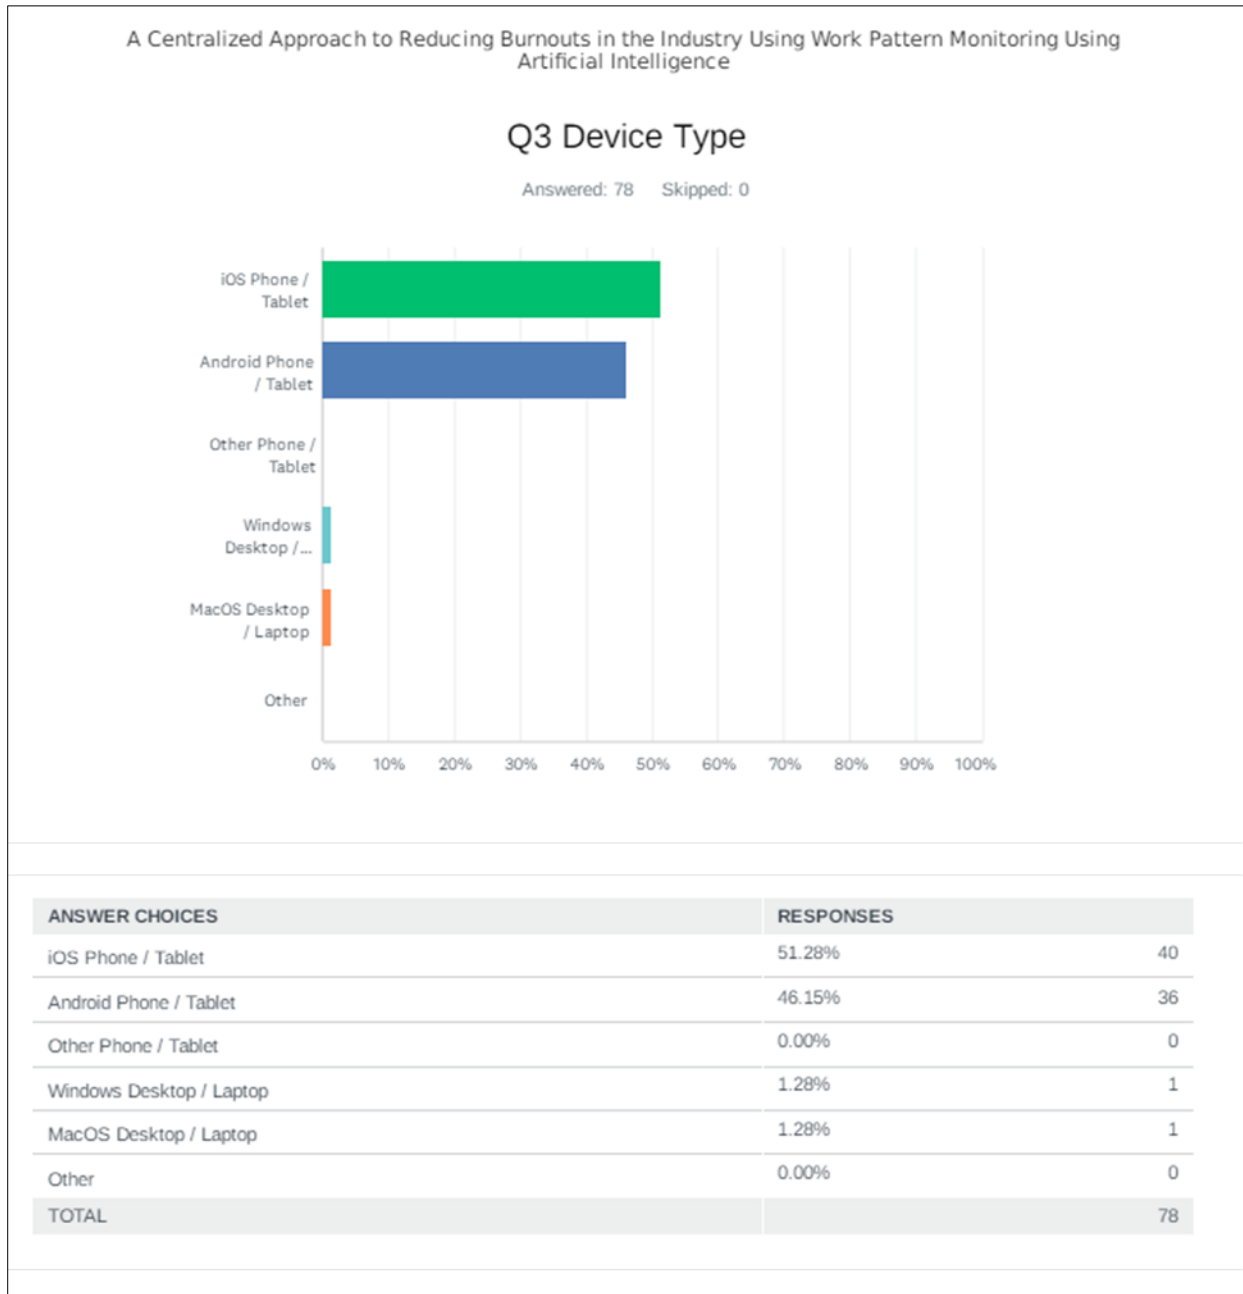 A Centralized Approach to Reducing Burnouts in the Industry Using Work Pattern Monitoring Using
Artificial Intelligence
Q3 Device Type
Answered: 78 Skipped: 0
iOS Phone /
Tablet
Android Phone
/ Tablet
Other Phone /
Tablet
Windows
Desktop /...
MacOS Desktop
/ Laptop
Other
0% 10% 20% 30% 40% 50% 60% 70% 80% 90% 100%
ANSWER CHOICES RESPONSES
iOS Phone / Tablet 51.28% 40
Android Phone / Tablet 46.15% 36
Other Phone / Tablet 0.00% 0
Windows Desktop / Laptop 1.28% 1
MacOS Desktop / Laptop 1.28% 1
Other 0.00% 0
TOTAL 78